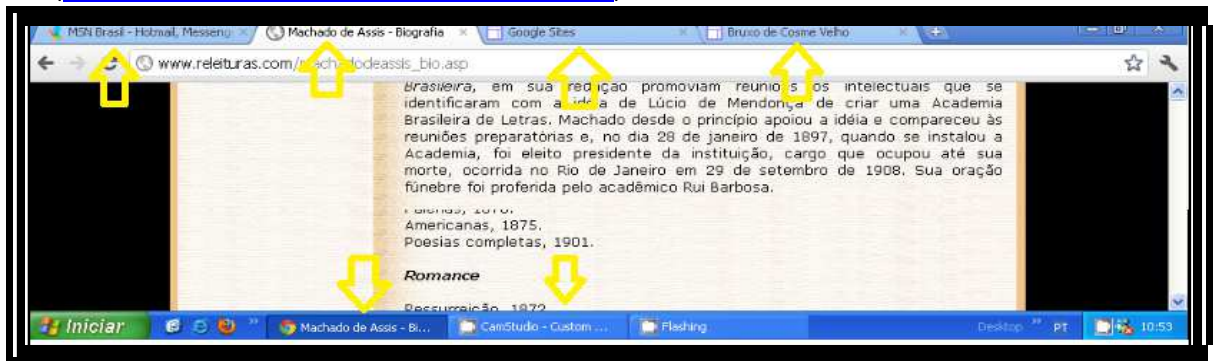 MSN Brasil - Hotmail, Messeng
Machado de Assis - Biografia
Google Sites
Bruxo de Cosme Velho
www.releituras.com/machadodeassis_bio.asp
Brasileira, em sua redação promoviam reuniões os intelectuais que se
identificaram com a idéia de Lúcio de Mendonça de criar uma Academia
Brasileira de Letras. Machado desde o princípio apoiou a idéia e compareceu às
reuniões preparatórias e, no dia 28 de janeiro de 1897, quando se instalou a
Academia, foi eleito presidente da instituição, cargo que ocupou até sua
morte, ocorrida no Rio de Janeiro em 29 de setembro de 1908. Sua oração
fúnebre foi proferida pelo acadêmico Rui Barbosa.
Americanas, 1875.
Poesias completas, 1901.
Romance
Ressurreição, 1872
Iniciar
Machado de Assis - Bi...
CamStudio - Custom ...
Flashing
Desktop
PT
10:53